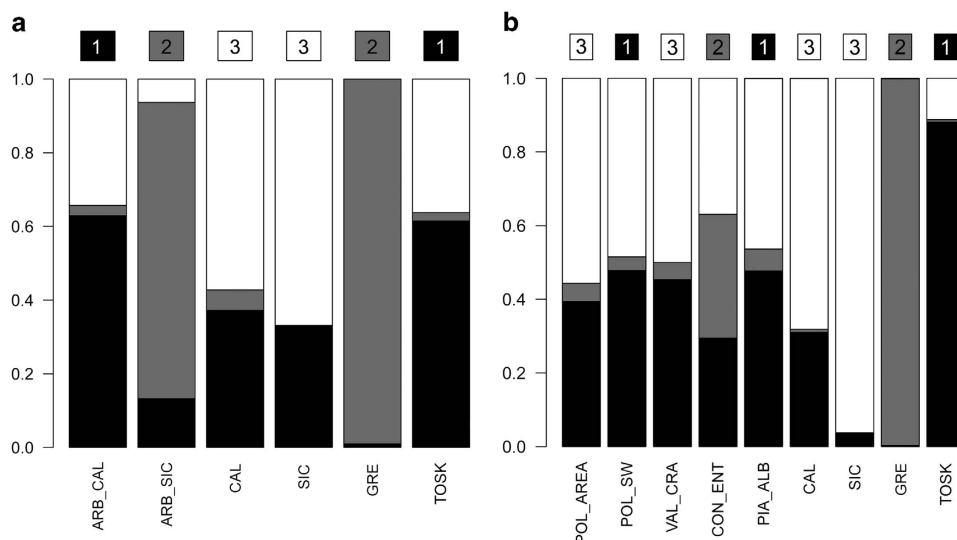 a
1 2 3 3 2 1
1.0
0.8
0.6
0.4
0.2
0.0
ARB_CAL
ARB_SIC
CAL
SIC
GRE
TOSK
b
3 1 3 2 1 3 3 2 1
1.0
0.8
0.6
0.4
0.2
0.0
POL_AREA
POL_SW
VAL_CRA
CON_ENT
PIA_ALB
CAL
SIC
GRE
TOSK